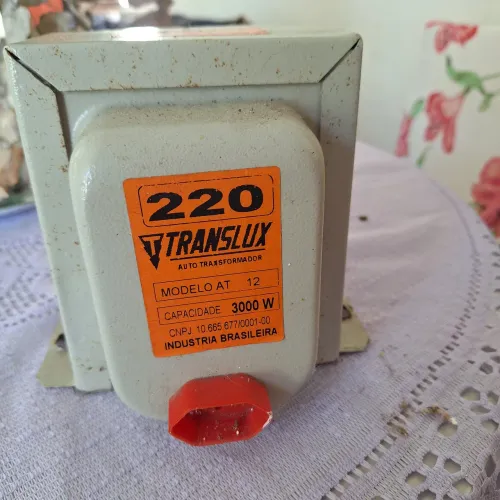 220
TRANSLUX
AUTO TRANSFORMADOR
MODELO AT 12
CAPACIDADE 3000 W
CNPJ 10.665.677/0001-00
INDUSTRIA BRASILEIRA